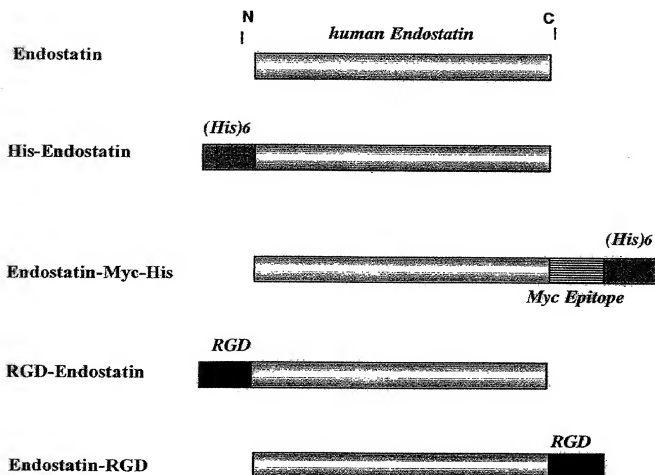 N C
human Endostatin
Endostatin
(His)6
His-Endostatin
(His)6
Endostatin-Myc-His
Myc Epitope
RGD
RGD-Endostatin
RGD
Endostatin-RGD